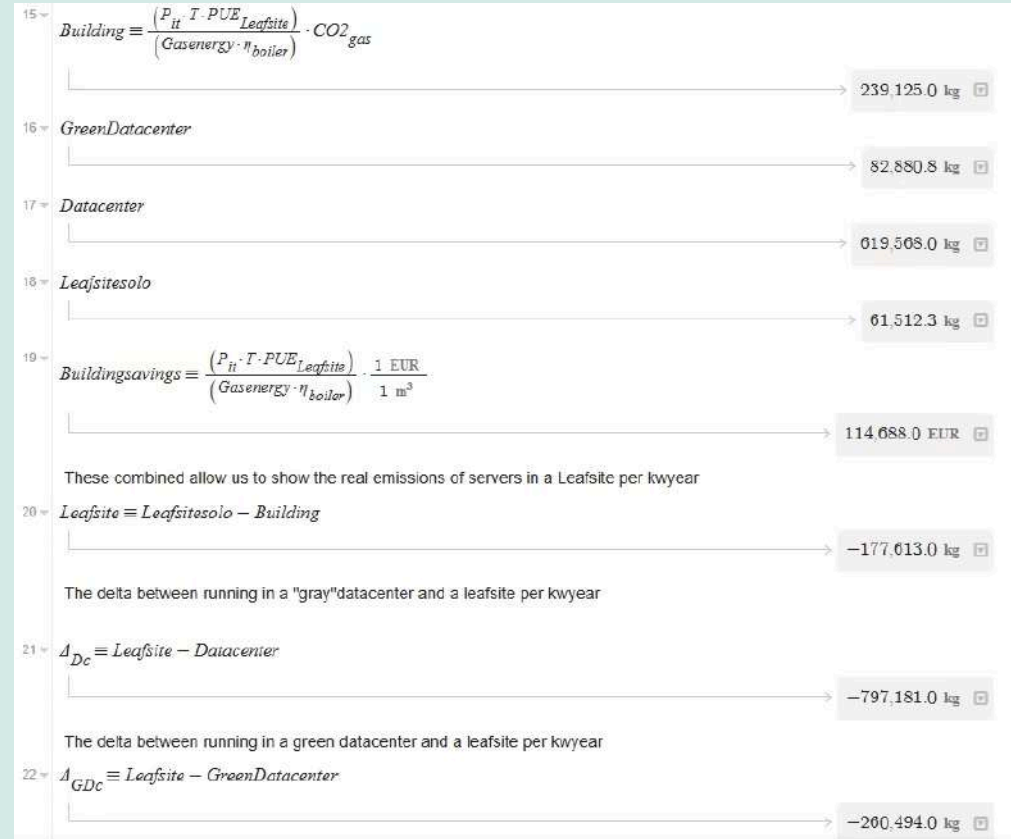 15
Building ≡ (P_it · T · PUE_Leafsite) / (Gasenergy · η_boiler) · CO2_gas
239,125.0 kg
16 GreenDatacenter
82,880.8 kg
17 Datacenter
619,568.0 kg
18 Leafsitesolo
61,512.3 kg
19
Buildingsavings ≡ (P_it · T · PUE_Leafsite) / (Gasenergy · η_boiler) · 1 EUR / 1 m³
114,688.0 EUR
These combined allow us to show the real emissions of servers in a Leafsite per kwyear
20 Leafsite ≡ Leafsitesolo − Building
−177,613.0 kg
The delta between running in a "gray"datacenter and a leafsite per kwyear
21 Δ_Dc ≡ Leafsite − Datacenter
−797,181.0 kg
The delta between running in a green datacenter and a leafsite per kwyear
22 Δ_GDc ≡ Leafsite − GreenDatacenter
−260,494.0 kg